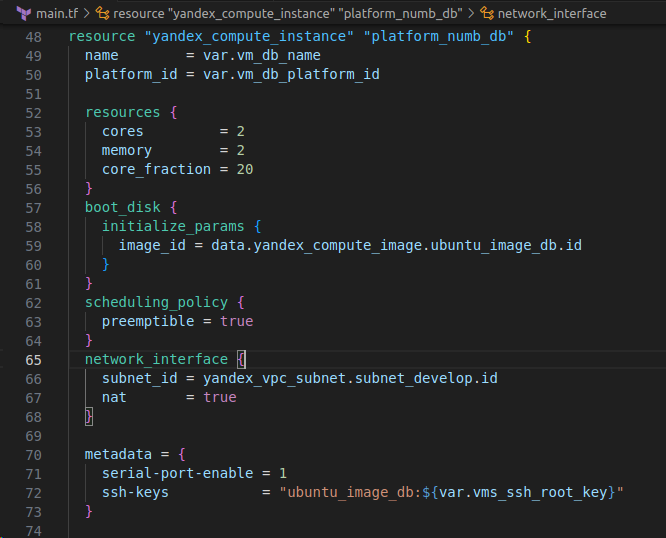 main.tf > resource "yandex_compute_instance" "platform_numb_db" > network_interface
48 resource "yandex_compute_instance" "platform_numb_db" {
49   name        = var.vm_db_name
50   platform_id = var.vm_db_platform_id
51
52   resources {
53     cores         = 2
54     memory        = 2
55     core_fraction = 20
56   }
57   boot_disk {
58     initialize_params {
59       image_id = data.yandex_compute_image.ubuntu_image_db.id
60     }
61   }
62   scheduling_policy {
63     preemptible = true
64   }
65   network_interface {
66     subnet_id = yandex_vpc_subnet.subnet_develop.id
67     nat       = true
68   }
69
70   metadata = {
71     serial-port-enable = 1
72     ssh-keys           = "ubuntu_image_db:${var.vms_ssh_root_key}"
73   }
74